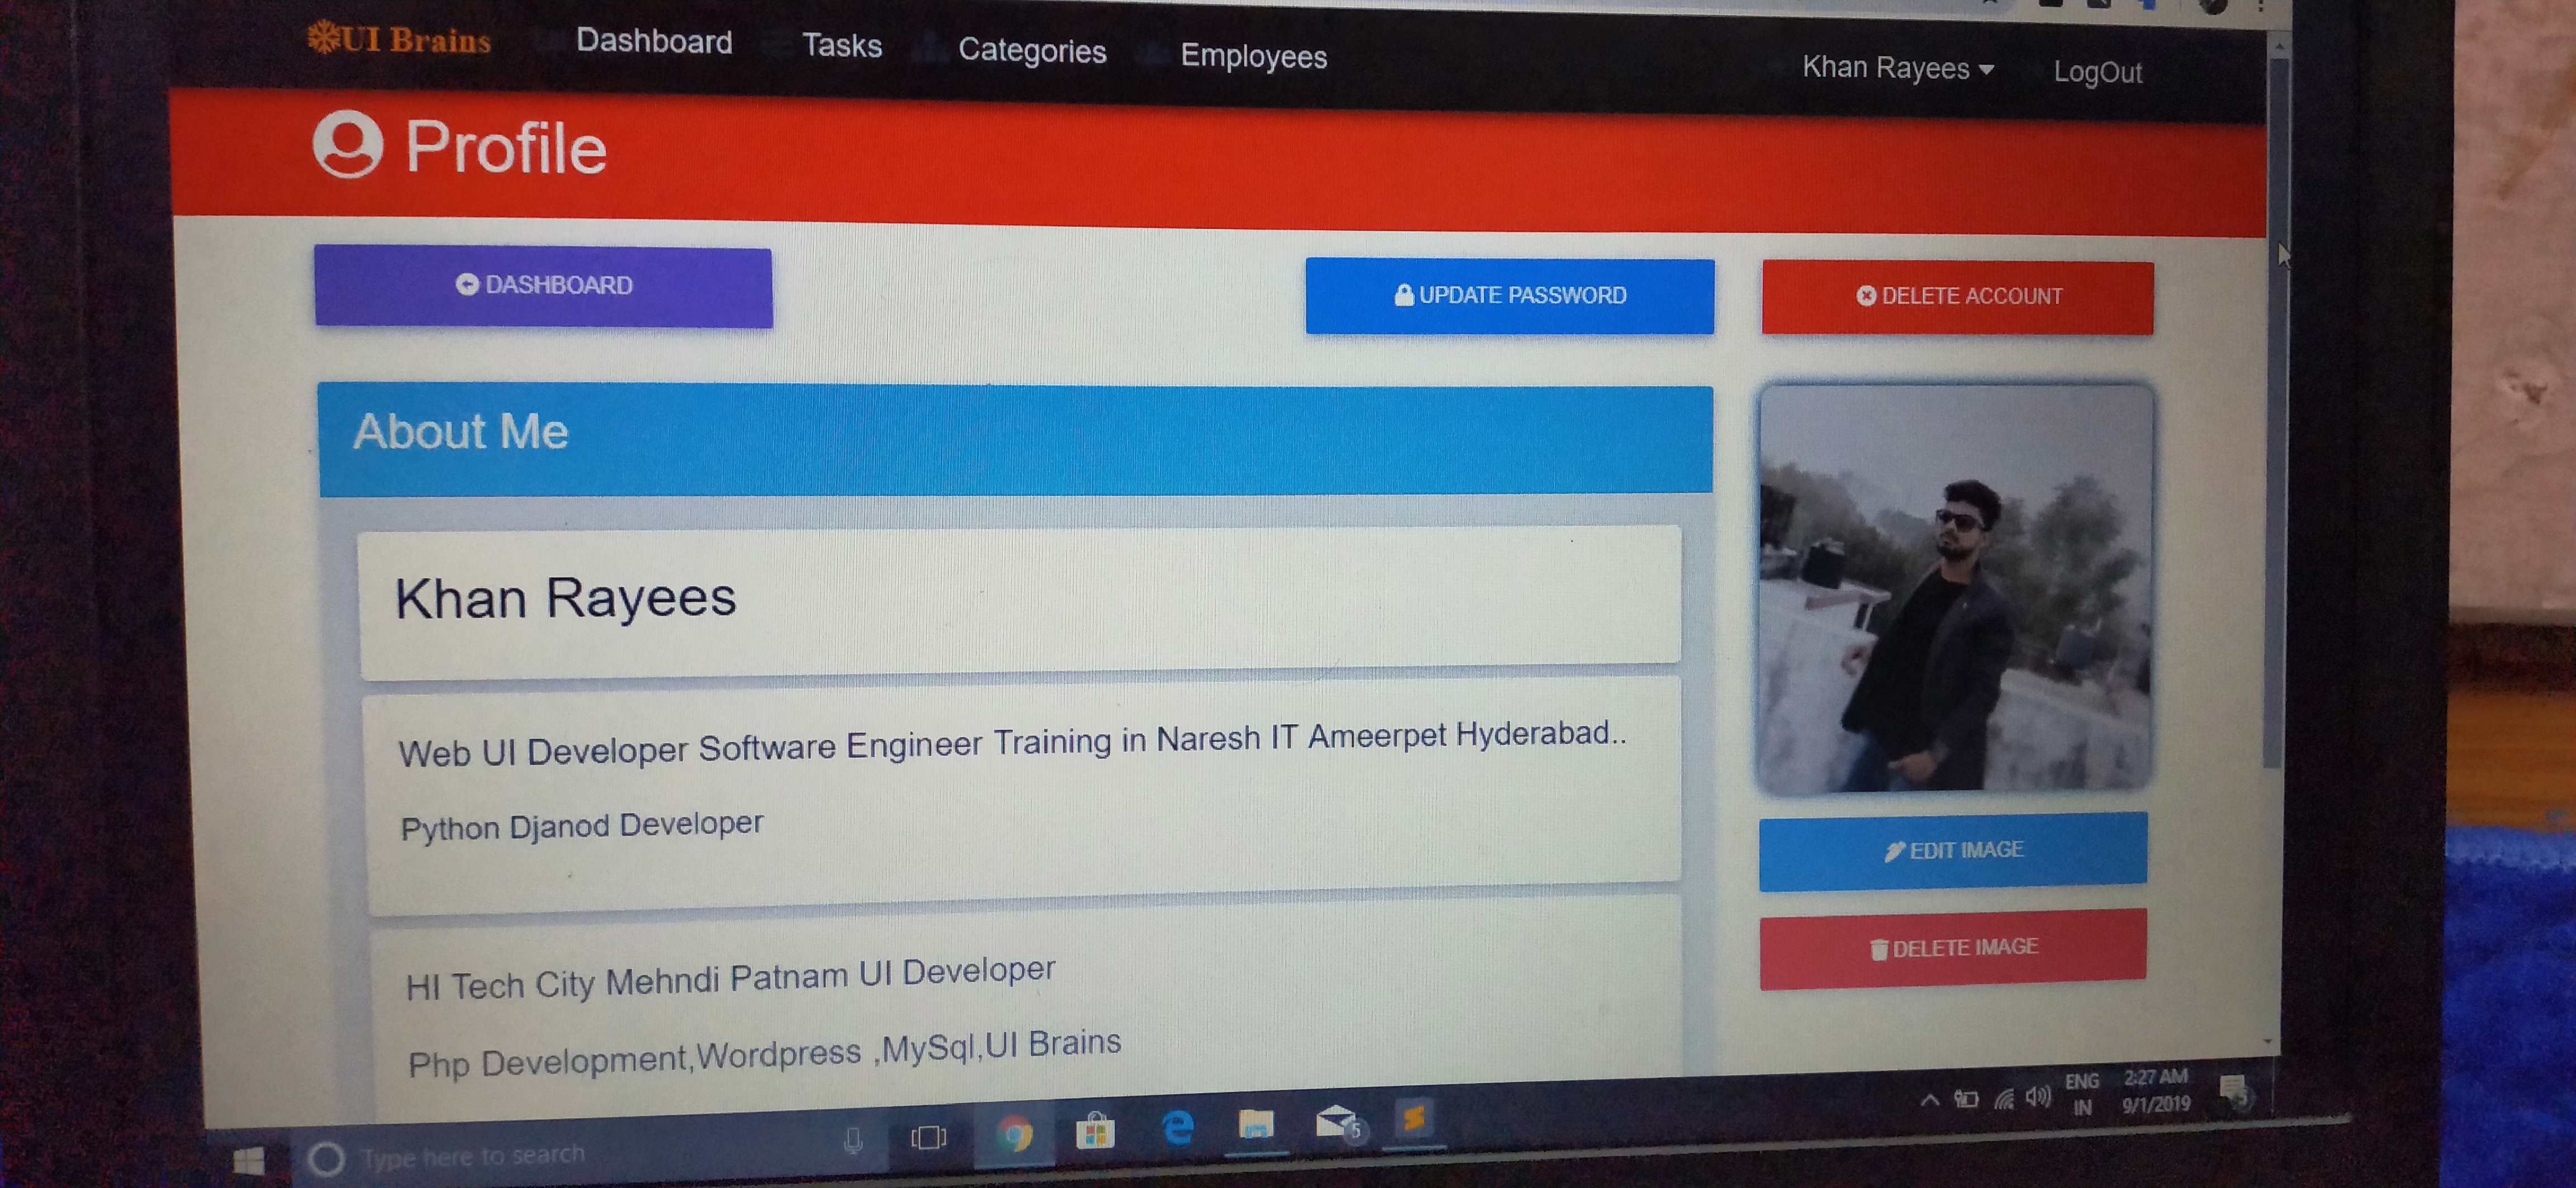 UI Brains Dashboard Tasks Categories Employees Khan Rayees LogOut
Profile
DASHBOARD UPDATE PASSWORD DELETE ACCOUNT
About Me
Khan Rayees
Web UI Developer Software Engineer Training in Naresh IT Ameerpet Hyderabad..
Python Djanod Developer
HI Tech City Mehndi Patnam UI Developer
Php Development,Wordpress ,MySql,UI Brains
EDIT IMAGE
DELETE IMAGE
Type here to search
5
ENG
IN
2:27 AM
9/1/2019
5